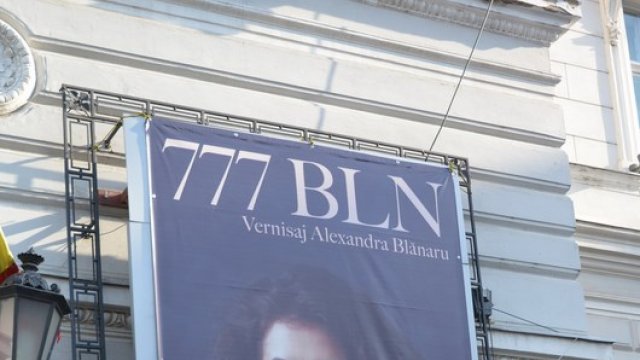 .777 BLN
Vernisaj Alexandra Blănaru